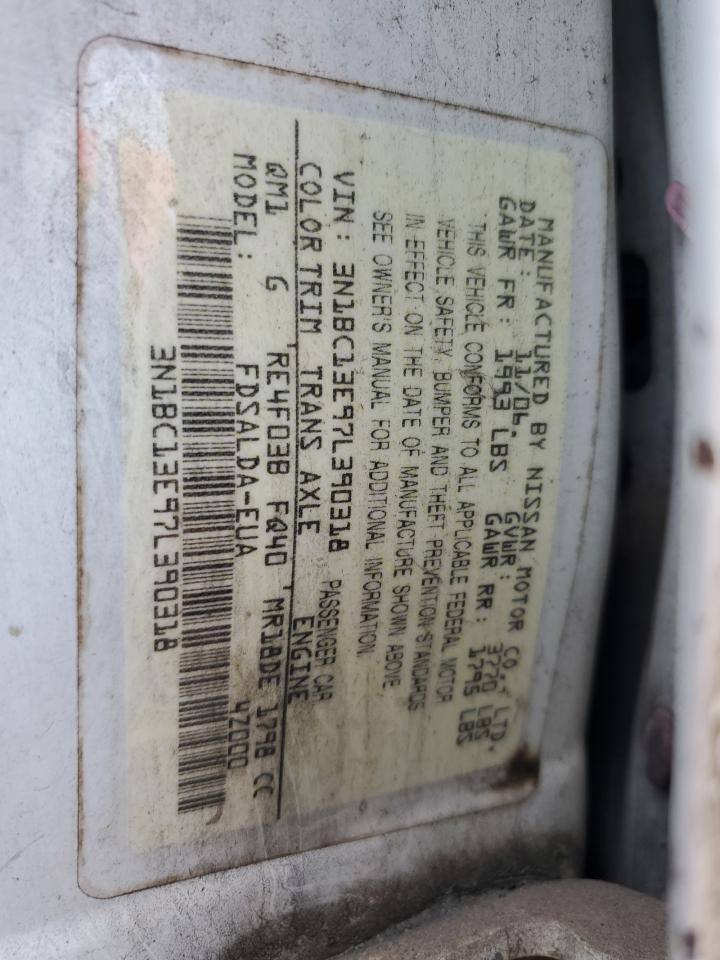 MANUFACTURED BY NISSAN MOTOR CO., LTD.
DATE: 11/06. GVWR: 3770 LBS
GAWR FR: 1993 LBS GAWR RR: 1795 LBS
THIS VEHICLE CONFORMS TO ALL APPLICABLE FEDERAL MOTOR
VEHICLE SAFETY, BUMPER AND THEFT PREVENTION STANDARDS
IN EFFECT ON THE DATE OF MANUFACTURE SHOWN ABOVE.
SEE OWNER'S MANUAL FOR ADDITIONAL INFORMATION.
VIN: 3N1BC13E97L390318 PASSENGER CAR
COLOR TRIM TRANS AXLE ENGINE
QM1 G RE4F03B FQ40 MR18DE 1798 CC
MODEL: FDSALDA-EUA 4Z000
3N1BC13E97L390318